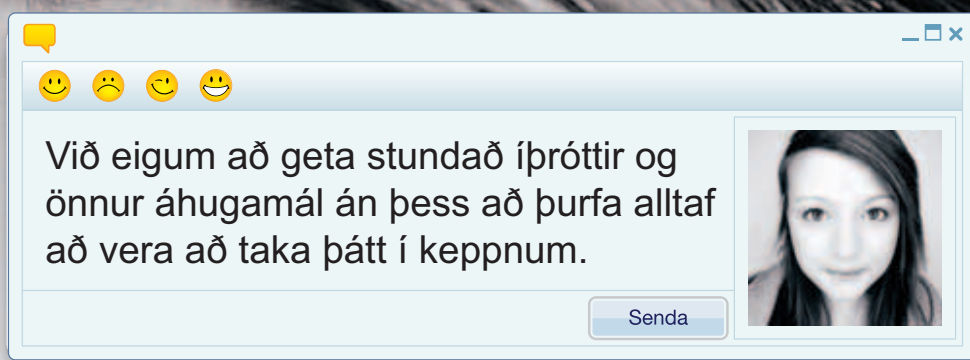 Við eigum að geta stundað íþróttir og
önnur áhugamál án þess að þurfa alltaf
að vera að taka þátt í keppnum.
Senda